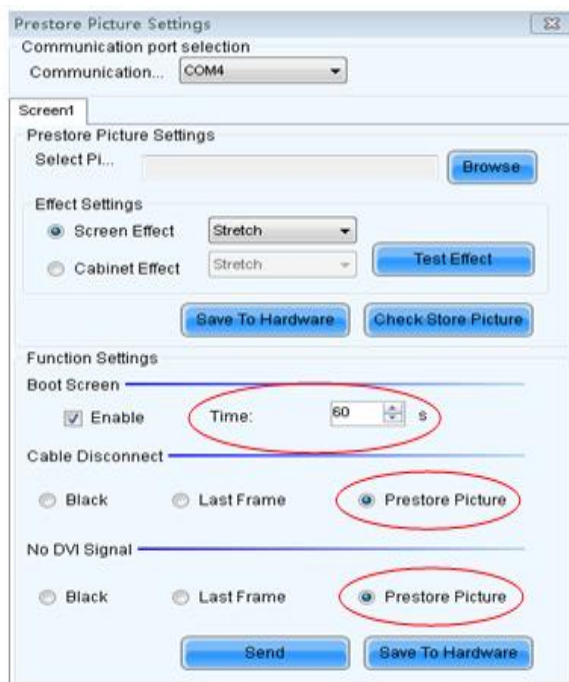 Prestore Picture Settings
Communication port selection
Communication... COM4
Screen1
Prestore Picture Settings
Select Pi... Browse
Effect Settings
Screen Effect Stretch
Cabinet Effect Stretch Test Effect
Save To Hardware Check Store Picture
Function Settings
Boot Screen
Enable Time: 60 s
Cable Disconnect
Black Last Frame Prestore Picture
No DVI Signal
Black Last Frame Prestore Picture
Send Save To Hardware